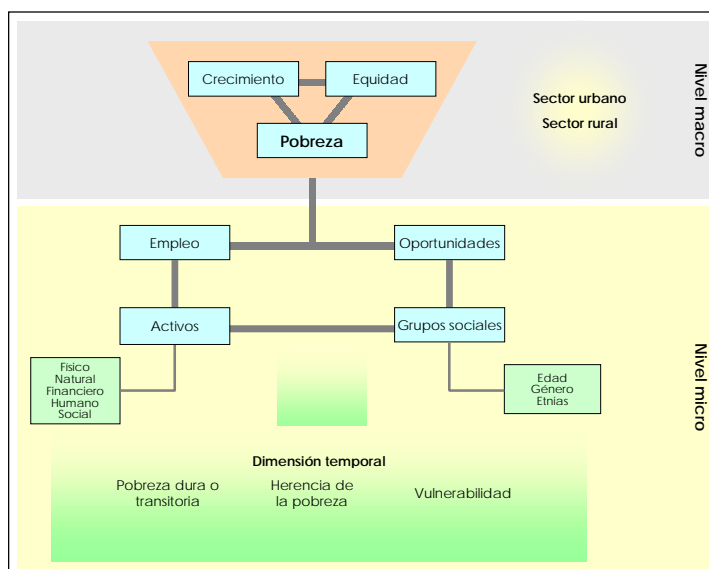 Crecimiento
Equidad
Pobreza
Sector urbano
Sector rural
Nivel macro
Empleo
Oportunidades
Activos
Grupos sociales
Físico
Natural
Financiero
Humano
Social
Edad
Género
Etnias
Nivel micro
Dimensión temporal
Pobreza dura o
transitoria
Herencia de
la pobreza
Vulnerabilidad